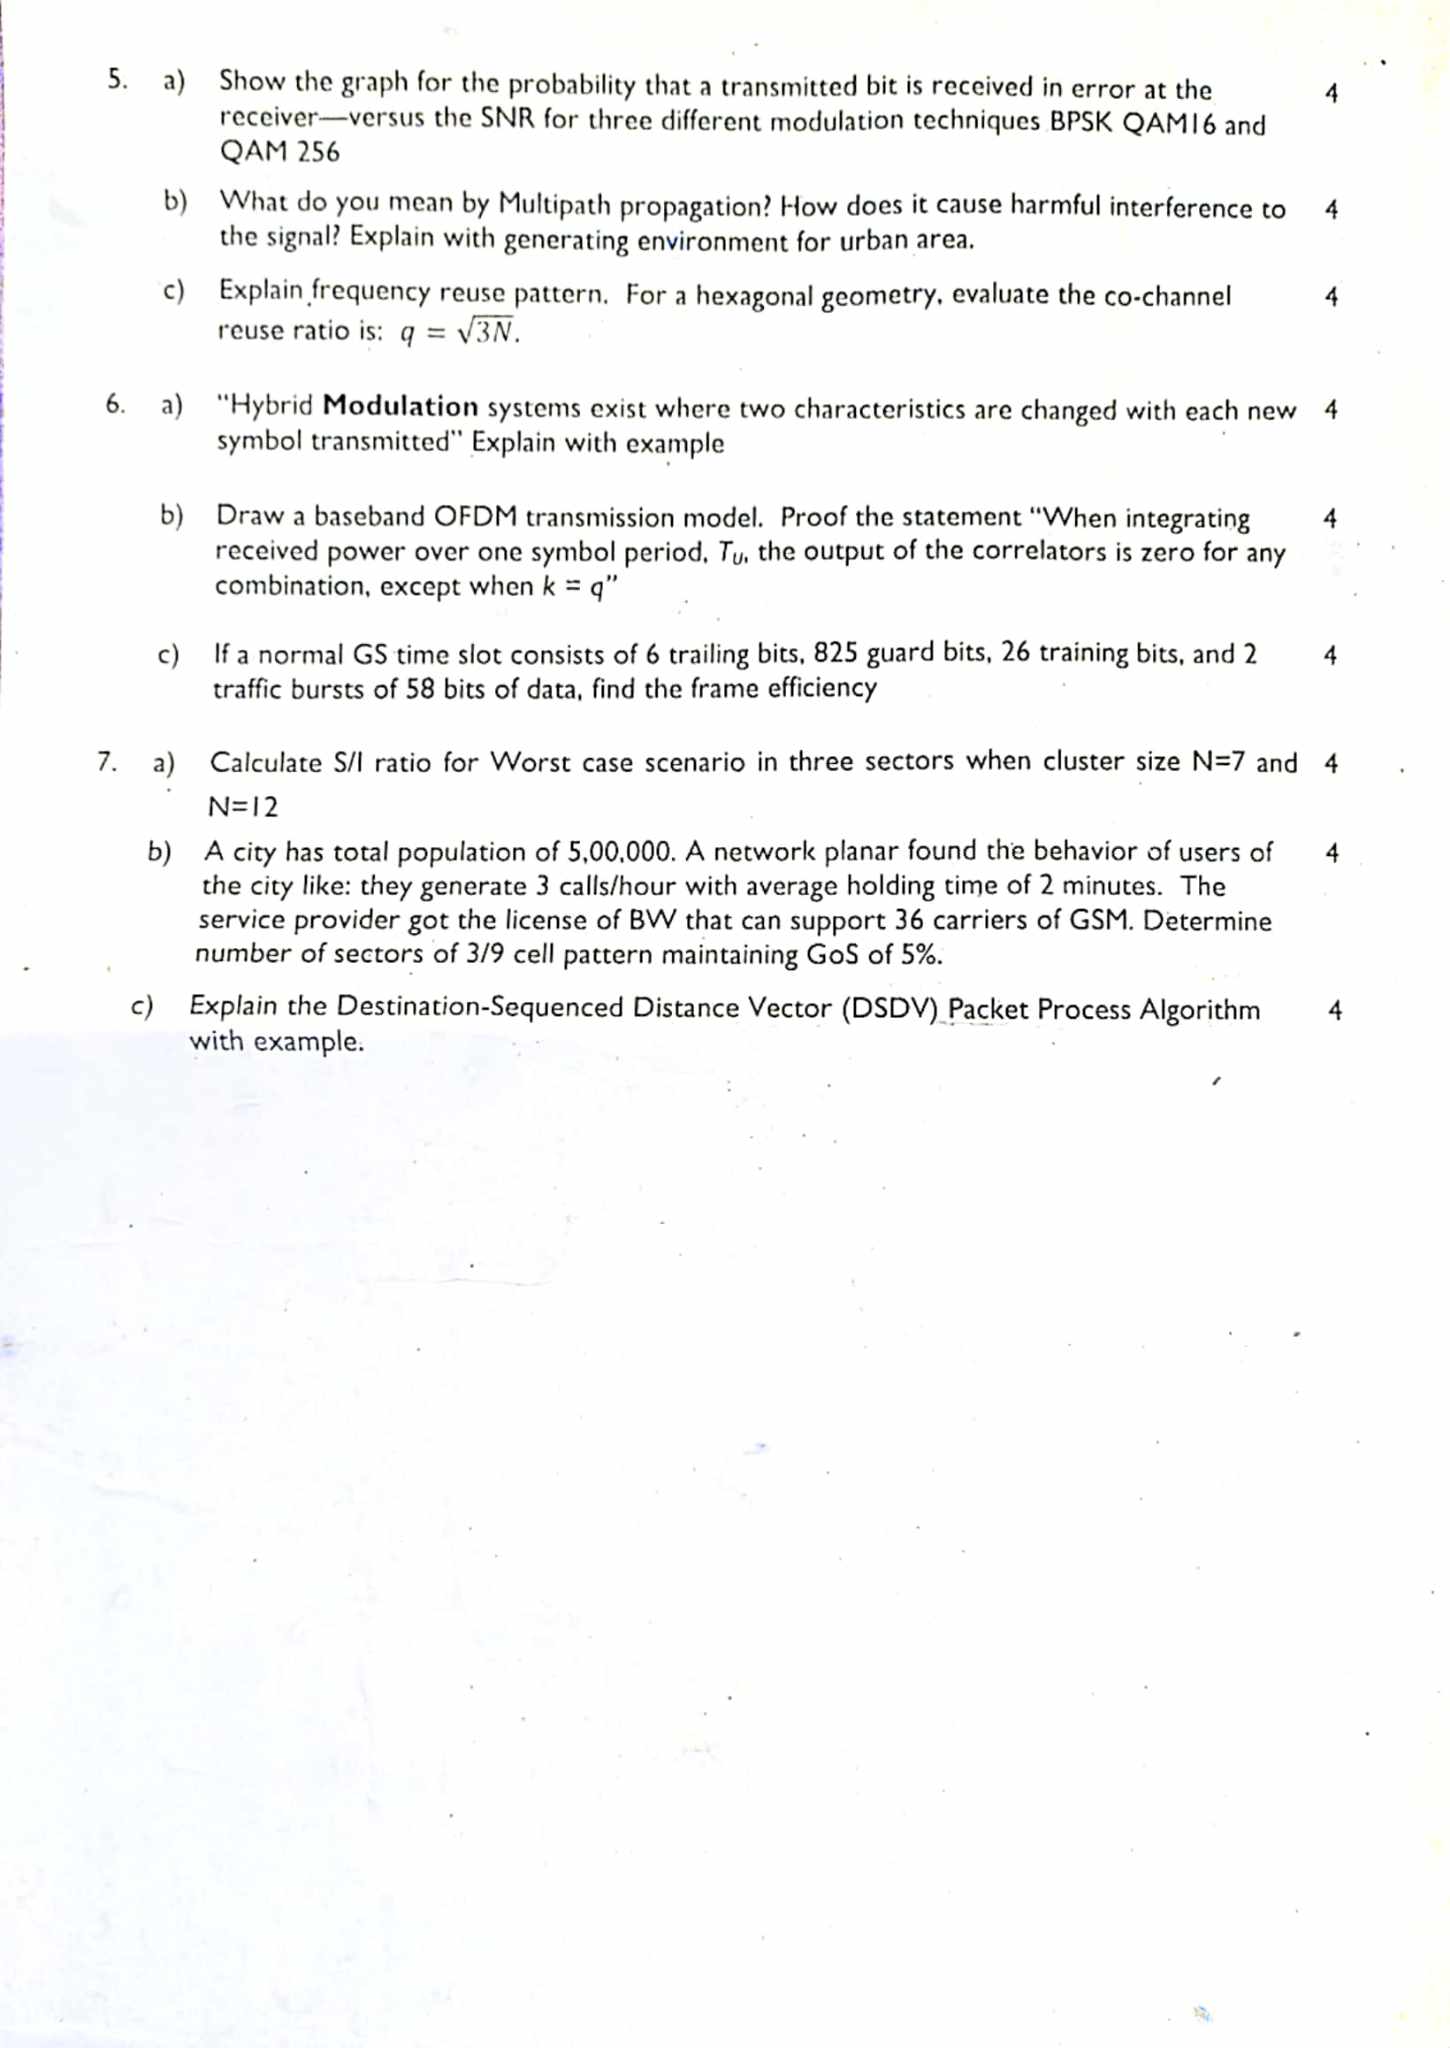 5. a) Show the graph for the probability that a transmitted bit is received in error at the 4
receiver—versus the SNR for three different modulation techniques BPSK QAM16 and
QAM 256
b) What do you mean by Multipath propagation? How does it cause harmful interference to 4
the signal? Explain with generating environment for urban area.
c) Explain frequency reuse pattern. For a hexagonal geometry, evaluate the co-channel 4
reuse ratio is: q = √3N.
6. a) "Hybrid Modulation systems exist where two characteristics are changed with each new 4
symbol transmitted" Explain with example
b) Draw a baseband OFDM transmission model. Proof the statement "When integrating 4
received power over one symbol period, TU, the output of the correlators is zero for any
combination, except when k = q"
c) If a normal GS time slot consists of 6 trailing bits, 825 guard bits, 26 training bits, and 2 4
traffic bursts of 58 bits of data, find the frame efficiency
7. a) Calculate S/I ratio for Worst case scenario in three sectors when cluster size N=7 and 4
N=12
b) A city has total population of 5,00,000. A network planar found the behavior of users of 4
the city like: they generate 3 calls/hour with average holding time of 2 minutes. The
service provider got the license of BW that can support 36 carriers of GSM. Determine
number of sectors of 3/9 cell pattern maintaining GoS of 5%.
c) Explain the Destination-Sequenced Distance Vector (DSDV) Packet Process Algorithm 4
with example.